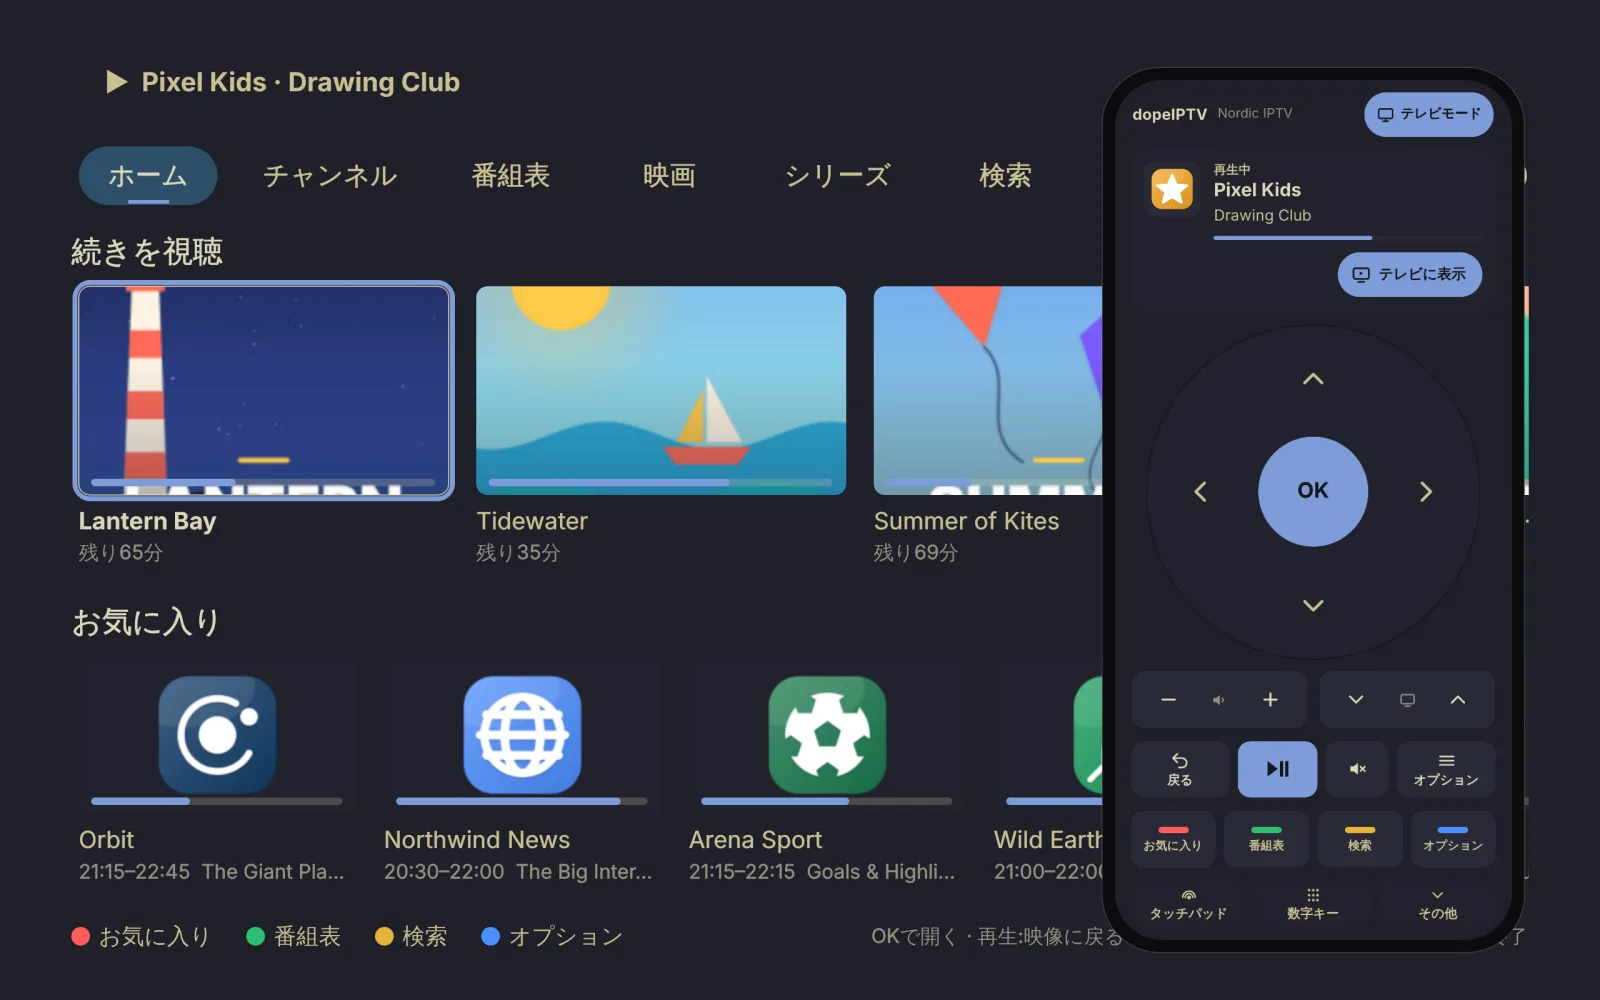 Pixel Kids · Drawing Club
ホーム チャンネル 番組表 映画 シリーズ 検索
続きを視聴
LANTERN
Lantern Bay
残り65分
Tidewater
残り35分
Summer of Kites
残り69分
お気に入り
Orbit
21:15–22:45 The Giant Pla...
Northwind News
20:30–22:00 The Big Inter...
Arena Sport
21:15–22:15 Goals & Highli...
Wild Earth
21:00–22:00
お気に入り 番組表 検索 オプション
OKで開く · 再生:映像に戻る
dopeIPTV Nordic IPTV
テレビモード
再生中
Pixel Kids
Drawing Club
テレビに表示
OK
戻る
オプション
お気に入り 番組表 検索 オプション
タッチパッド 数字キー その他